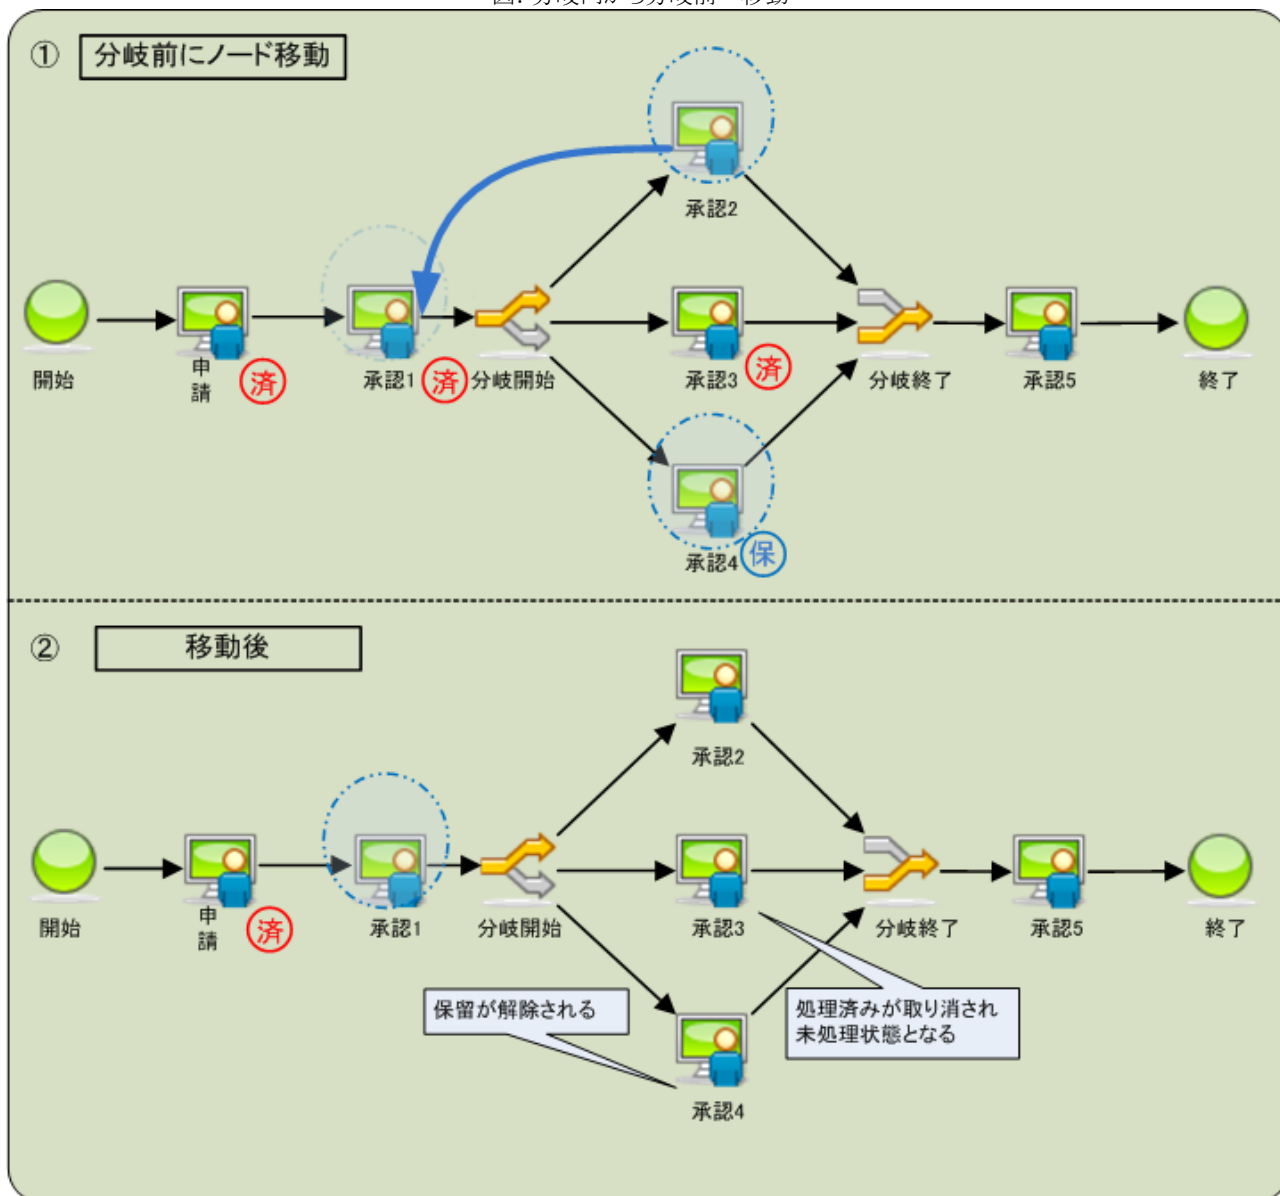 ① 分岐前にノード移動
承認2
開始
申
請
済
承認1
済
分岐開始
承認3
済
分岐終了
承認5
終了
承認4
保
② 移動後
承認2
開始
申
請
済
承認1
分岐開始
承認3
分岐終了
承認5
終了
保留が解除される
処理済みが取り消され
未処理状態となる
承認4